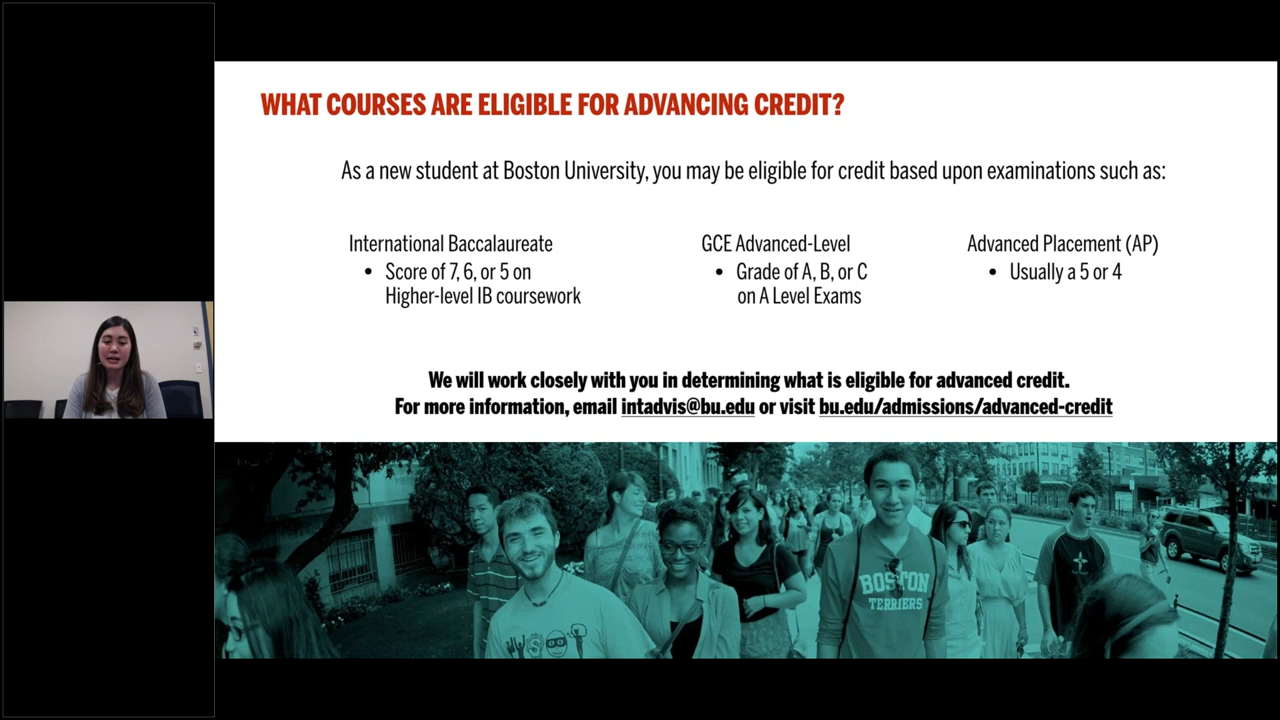 WHAT COURSES ARE ELIGIBLE FOR ADVANCING CREDIT?
As a new student at Boston University, you may be eligible for credit based upon examinations such as:
International Baccalaureate
• Score of 7, 6, or 5 on
Higher-level IB coursework
GCE Advanced-Level
• Grade of A, B, or C
on A Level Exams
Advanced Placement (AP)
• Usually a 5 or 4
We will work closely with you in determining what is eligible for advanced credit.
For more information, email intadvis@bu.edu or visit bu.edu/admissions/advanced-credit
BOSTON
TERRIERS